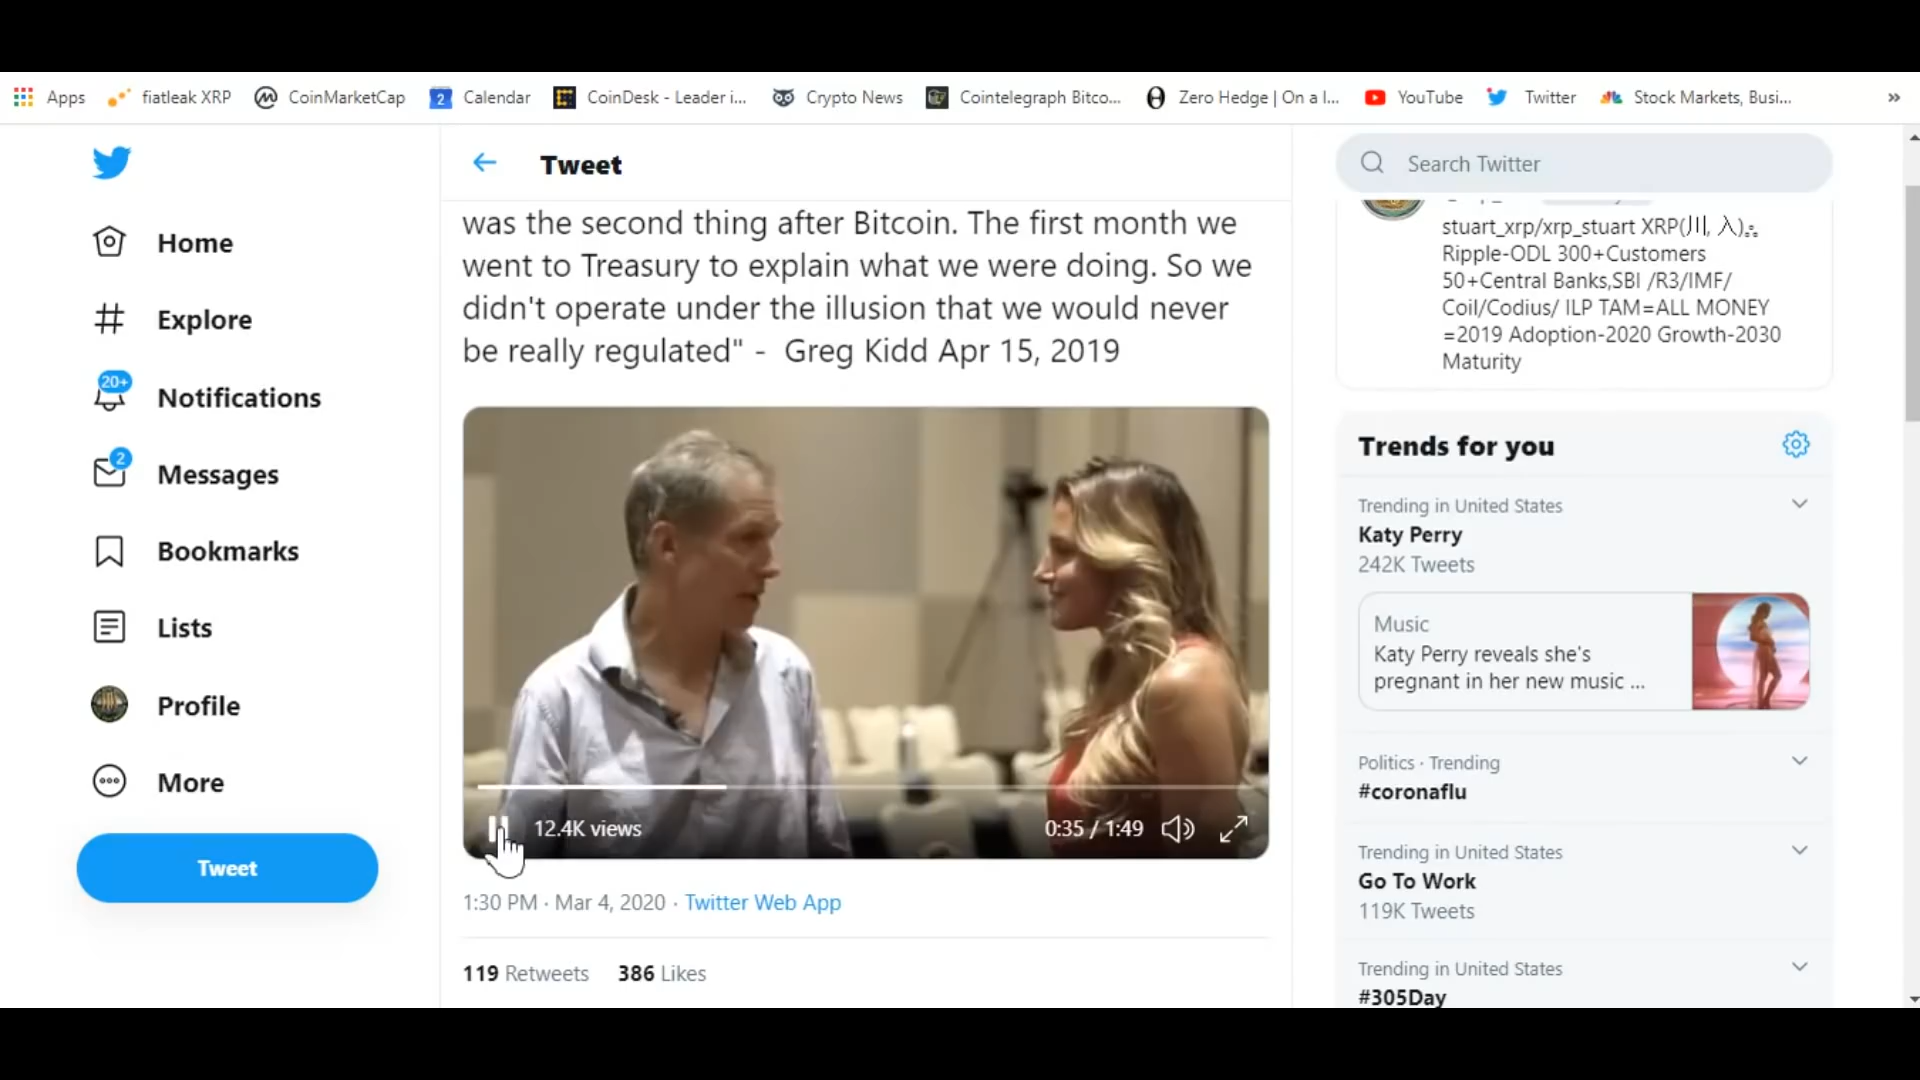 Apps
fiatleak XRP
CoinMarketCap
2
Calendar
CoinDesk - Leader i...
Crypto News
Cointelegraph Bitco...
Zero Hedge | On a l...
YouTube
Twitter
Stock Markets, Busi...
»
Home
Explore
20+
Notifications
2
Messages
Bookmarks
Lists
Profile
More
Tweet
Tweet
was the second thing after Bitcoin. The first month we
went to Treasury to explain what we were doing. So we
didn't operate under the illusion that we would never
be really regulated" - Greg Kidd Apr 15, 2019
12.4K views
0:35 / 1:49
1:30 PM · Mar 4, 2020 · Twitter Web App
119 Retweets 386 Likes
Search Twitter
stuart_xrp/xrp_stuart XRP(川, 入)
Ripple-ODL 300+Customers
50+Central Banks,SBI /R3/IMF/
Coil/Codius/ ILP TAM=ALL MONEY
=2019 Adoption-2020 Growth-2030
Maturity
Trends for you
Trending in United States
Katy Perry
242K Tweets
Music
Katy Perry reveals she's
pregnant in her new music ...
Politics · Trending
#coronaflu
Trending in United States
Go To Work
119K Tweets
Trending in United States
#305Day